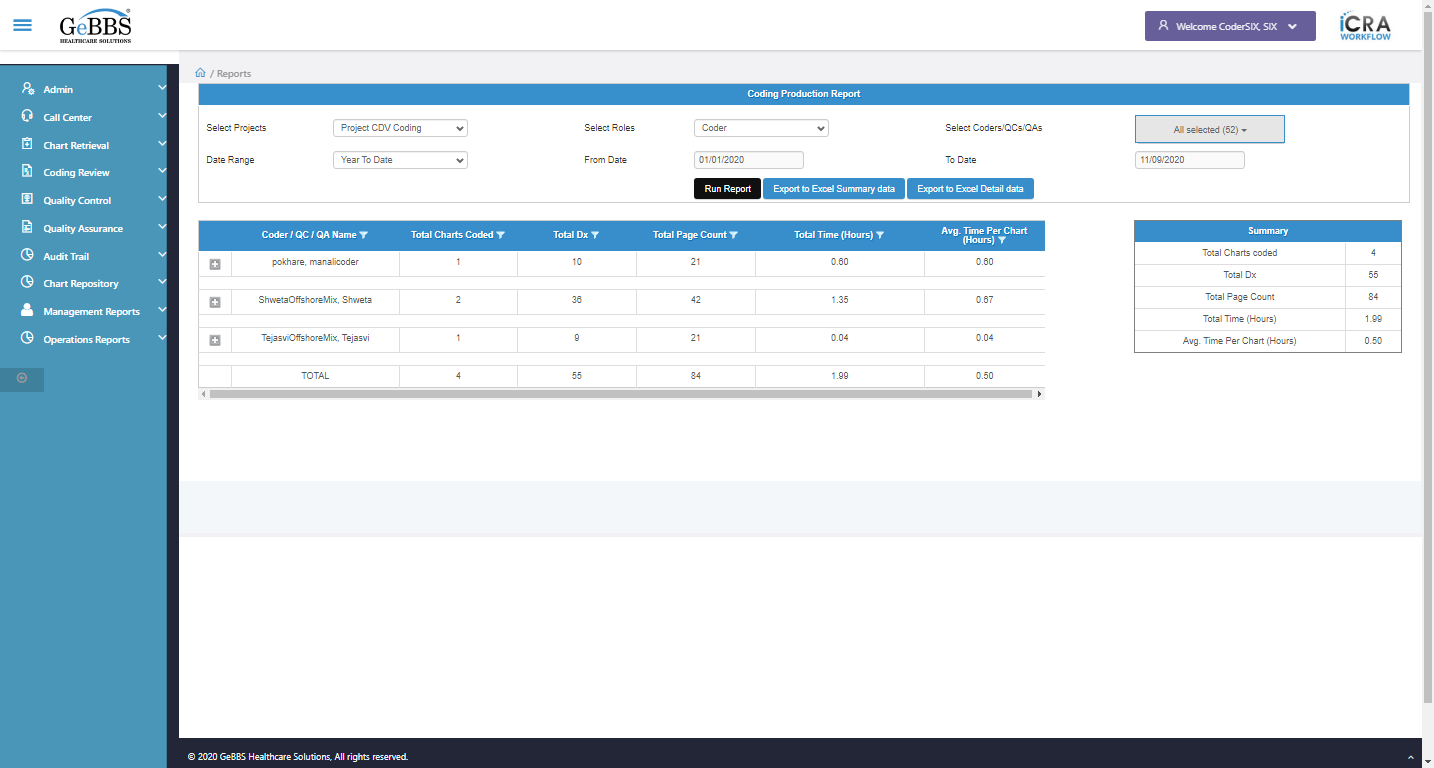 GeBBS
HEALTHCARE SOLUTIONS
Welcome CoderSIX, SIX
iCRA
WORKFLOW
Admin
Call Center
Chart Retrieval
Coding Review
Quality Control
Quality Assurance
Audit Trail
Chart Repository
Management Reports
Operations Reports
/ Reports
Coding Production Report
Select Projects Project CDV Coding Select Roles Coder Select Coders/QCs/QAs All selected (52)
Date Range Year To Date From Date 01/01/2020 To Date 11/09/2020
Run Report Export to Excel Summary data Export to Excel Detail data
Coder / QC / QA Name Total Charts Coded Total Dx Total Page Count Total Time (Hours) Avg. Time Per Chart (Hours)
pokhare, manalicoder 1 10 21 0.60 0.60
ShwetaOffshoreMix, Shweta 2 36 42 1.35 0.67
TejasviOffshoreMix, Tejasvi 1 9 21 0.04 0.04
TOTAL 4 55 84 1.99 0.50
Summary
Total Charts coded 4
Total Dx 55
Total Page Count 84
Total Time (Hours) 1.99
Avg. Time Per Chart (Hours) 0.50
© 2020 GeBBS Healthcare Solutions, All rights reserved.